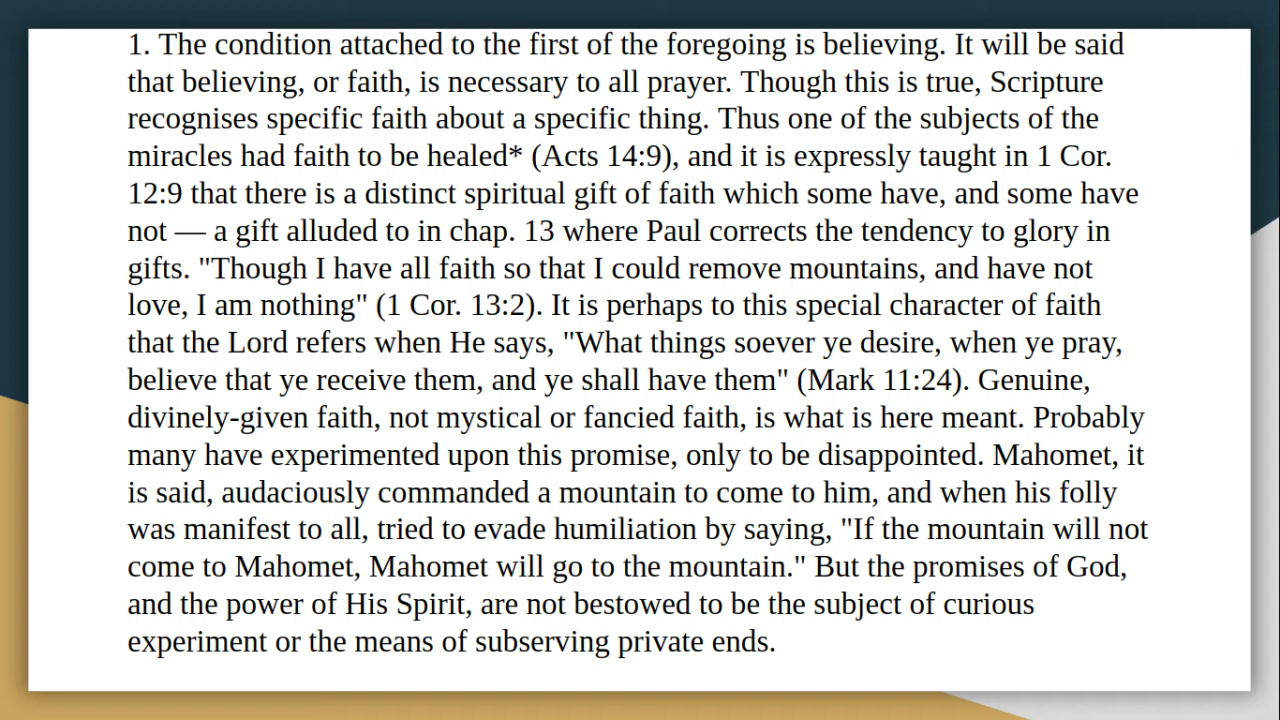 1. The condition attached to the first of the foregoing is believing. It will be said
that believing, or faith, is necessary to all prayer. Though this is true, Scripture
recognises specific faith about a specific thing. Thus one of the subjects of the
miracles had faith to be healed* (Acts 14:9), and it is expressly taught in 1 Cor.
12:9 that there is a distinct spiritual gift of faith which some have, and some have
not — a gift alluded to in chap. 13 where Paul corrects the tendency to glory in
gifts. "Though I have all faith so that I could remove mountains, and have not
love, I am nothing" (1 Cor. 13:2). It is perhaps to this special character of faith
that the Lord refers when He says, "What things soever ye desire, when ye pray,
believe that ye receive them, and ye shall have them" (Mark 11:24). Genuine,
divinely-given faith, not mystical or fancied faith, is what is here meant. Probably
many have experimented upon this promise, only to be disappointed. Mahomet, it
is said, audaciously commanded a mountain to come to him, and when his folly
was manifest to all, tried to evade humiliation by saying, "If the mountain will not
come to Mahomet, Mahomet will go to the mountain." But the promises of God,
and the power of His Spirit, are not bestowed to be the subject of curious
experiment or the means of subserving private ends.